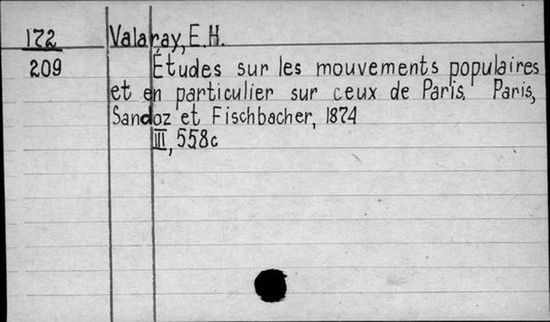 172 Valaray, E.H.
209 Études sur les mouvements populaires
et en particulier sur ceux de Paris. Paris,
Sandoz et Fischbacher, 1874
III, 558c